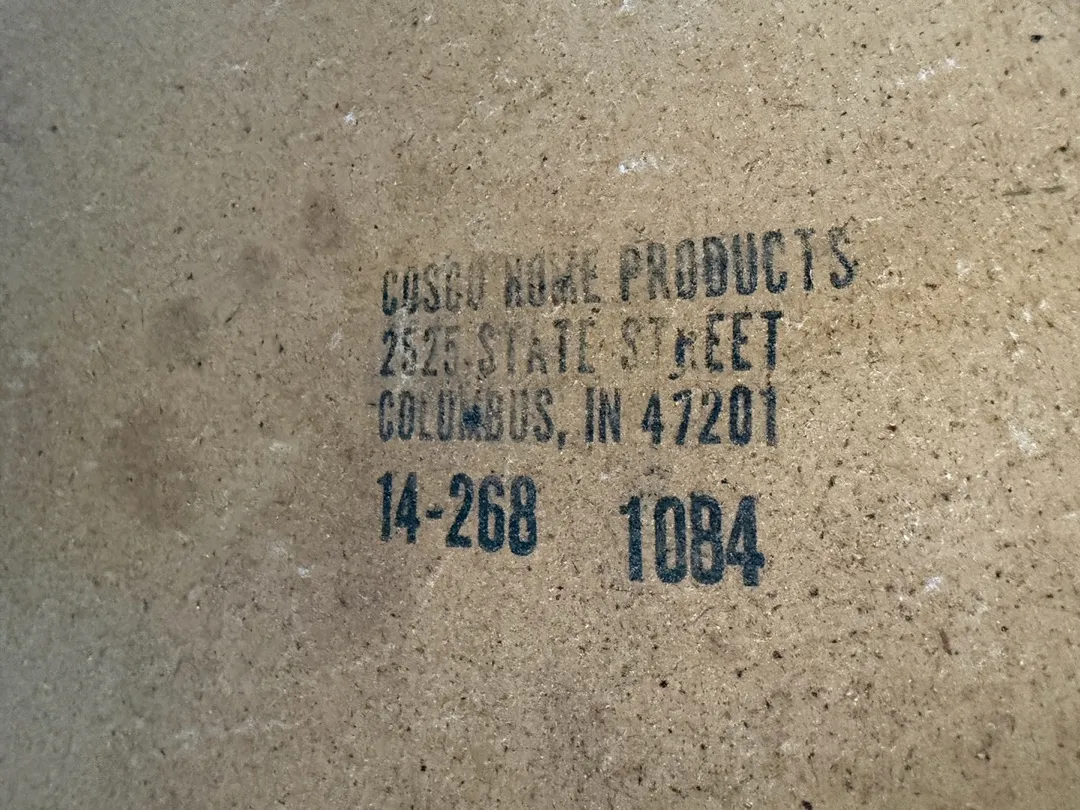 COSCO HOME PRODUCTS
2525 STATE STREET
COLUMBUS, IN 47201
14-268 1084